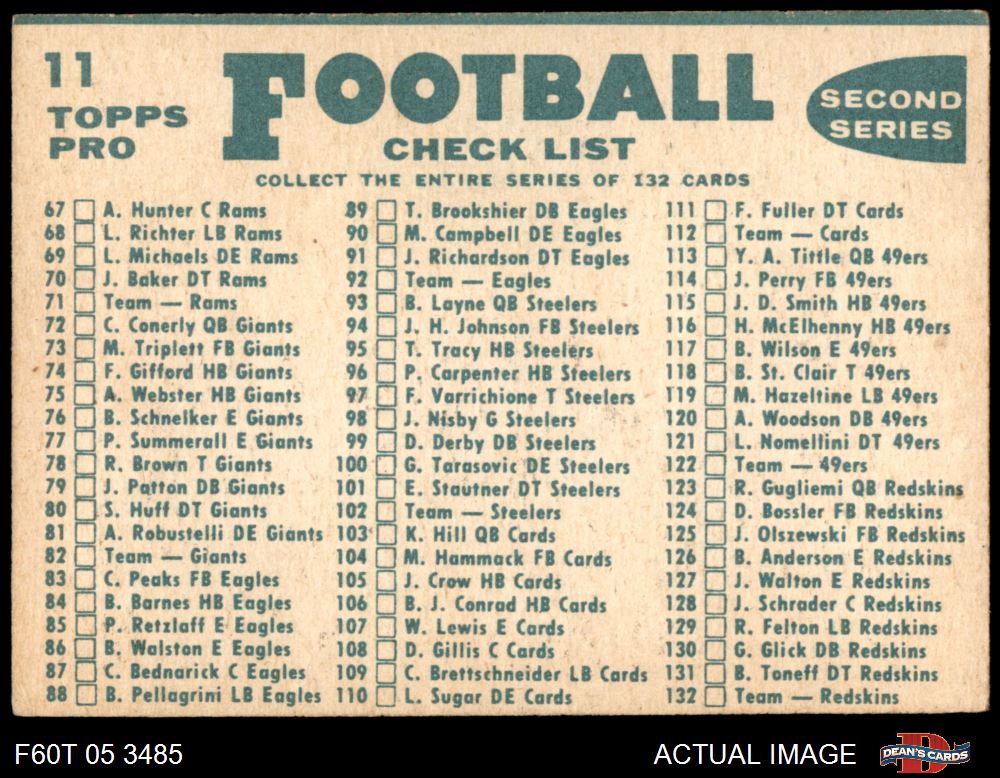 11
TOPPS
PRO
FOOTBALL
CHECK LIST
SECOND
SERIES
COLLECT THE ENTIRE SERIES OF 132 CARDS
67 A. Hunter C Rams
68 L. Richter LB Rams
69 L. Michaels DE Rams
70 J. Baker DT Rams
71 Team — Rams
72 C. Conerly QB Giants
73 M. Triplett FB Giants
74 F. Gifford HB Giants
75 A. Webster HB Giants
76 B. Schnelker E Giants
77 P. Summerall E Giants
78 R. Brown T Giants
79 J. Patton DB Giants
80 S. Huff DT Giants
81 A. Robustelli DE Giants
82 Team — Giants
83 C. Peaks FB Eagles
84 B. Barnes HB Eagles
85 P. Retzlaff E Eagles
86 B. Walston E Eagles
87 C. Bednarick C Eagles
88 B. Pellagrini LB Eagles
89 T. Brookshier DB Eagles
90 M. Campbell DE Eagles
91 J. Richardson DT Eagles
92 Team — Eagles
93 B. Layne QB Steelers
94 J. H. Johnson FB Steelers
95 T. Tracy HB Steelers
96 P. Carpenter HB Steelers
97 F. Varrichione T Steelers
98 J. Nisby G Steelers
99 D. Derby DB Steelers
100 G. Tarasovic DE Steelers
101 E. Stautner DT Steelers
102 Team — Steelers
103 K. Hill QB Cards
104 M. Hammack FB Cards
105 J. Crow HB Cards
106 B. J. Conrad HB Cards
107 W. Lewis E Cards
108 D. Gillis C Cards
109 C. Brettschneider LB Cards
110 L. Sugar DE Cards
111 F. Fuller DT Cards
112 Team — Cards
113 Y. A. Tittle QB 49ers
114 J. Perry FB 49ers
115 J. D. Smith HB 49ers
116 H. McElhenny HB 49ers
117 B. Wilson E 49ers
118 B. St. Clair T 49ers
119 M. Hazeltine LB 49ers
120 A. Woodson DB 49ers
121 L. Nomellini DT 49ers
122 Team — 49ers
123 R. Gugliemi QB Redskins
124 D. Bossler FB Redskins
125 J. Olszewski FB Redskins
126 B. Anderson E Redskins
127 J. Walton E Redskins
128 J. Schrader C Redskins
129 R. Felton LB Redskins
130 G. Glick DB Redskins
131 B. Toneff DT Redskins
132 Team — Redskins
F60T 05 3485
ACTUAL IMAGE
DEAN'S CARDS